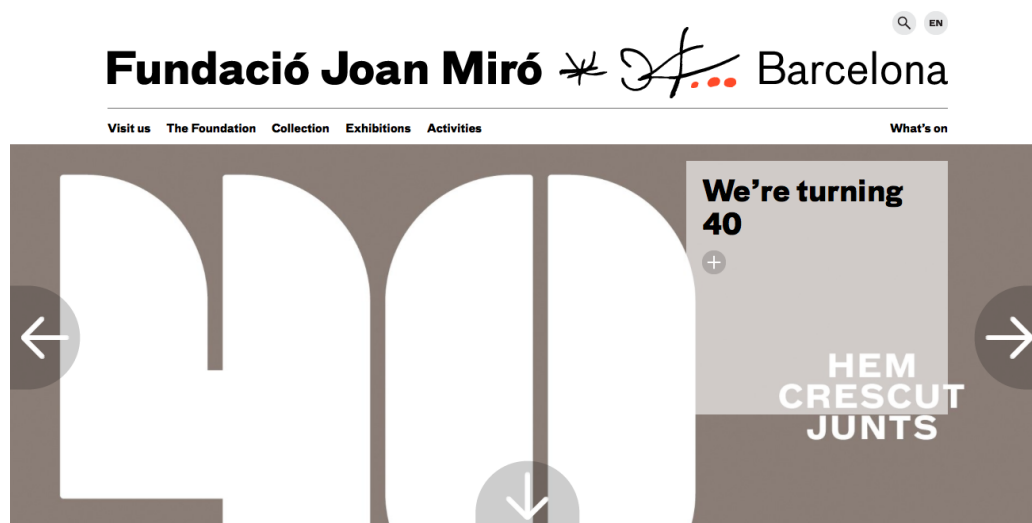 EN
Fundació Joan Miró Barcelona
Visit us The Foundation Collection Exhibitions Activities What's on
We're turning
40
40
HEM
CRESCUT
JUNTS